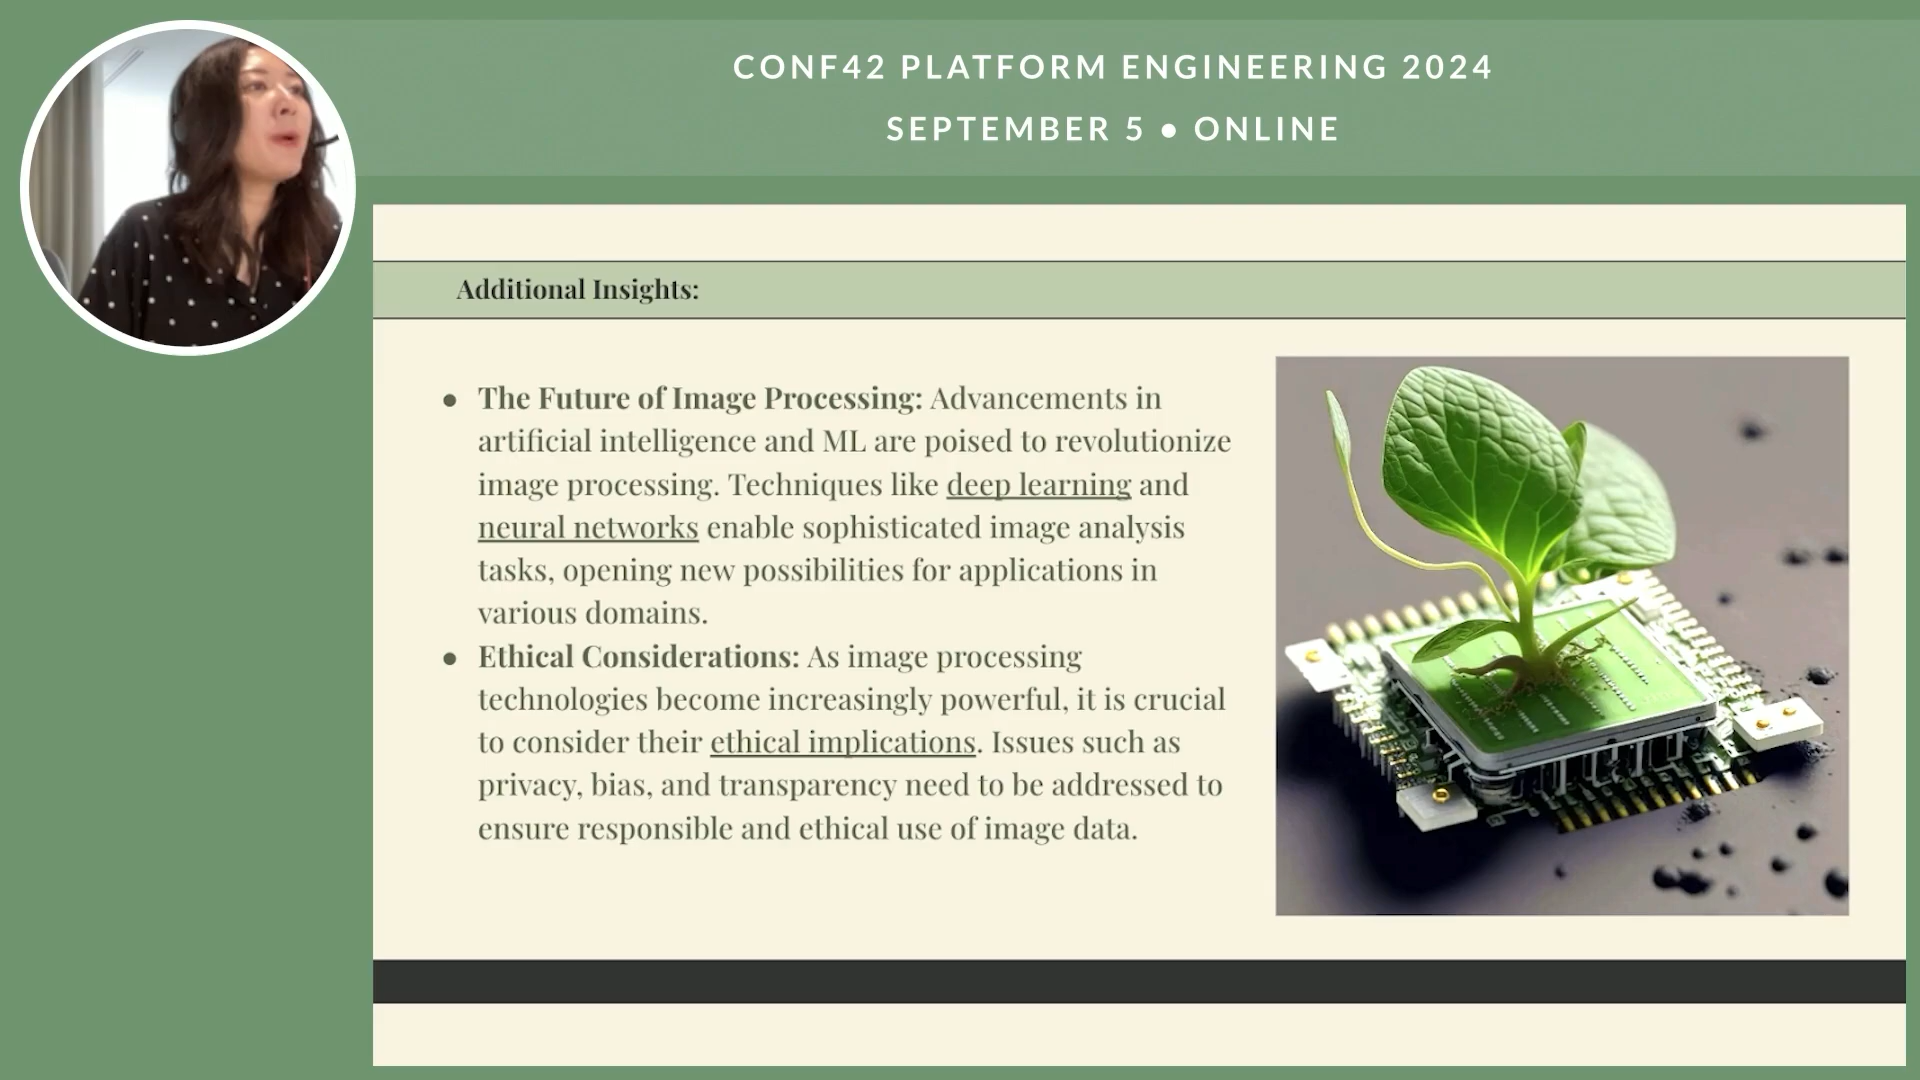 CONF42 PLATFORM ENGINEERING 2024
SEPTEMBER 5 ● ONLINE
Additional Insights:
● The Future of Image Processing: Advancements in
artificial intelligence and ML are poised to revolutionize
image processing. Techniques like deep learning and
neural networks enable sophisticated image analysis
tasks, opening new possibilities for applications in
various domains.
● Ethical Considerations: As image processing
technologies become increasingly powerful, it is crucial
to consider their ethical implications. Issues such as
privacy, bias, and transparency need to be addressed to
ensure responsible and ethical use of image data.